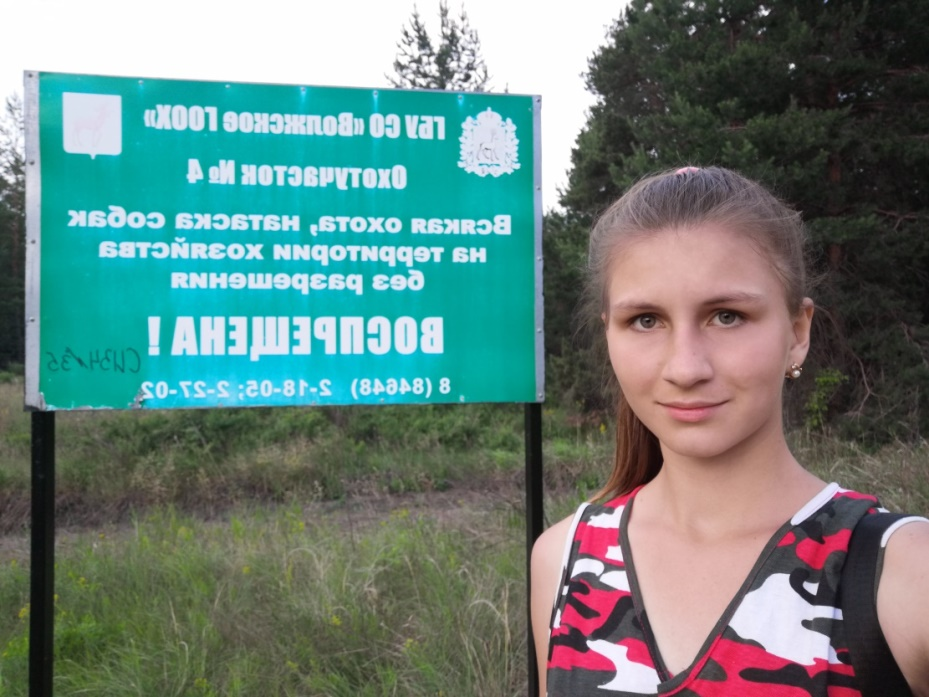 ГБУ СО «Волжское ГООХ»
Охотучасток № 4
Всякая охота, натаска собак
на территории хозяйства
без разрешения
ВОСПРЕЩЕНА !
8 (84648) 2-18-05; 2-27-02